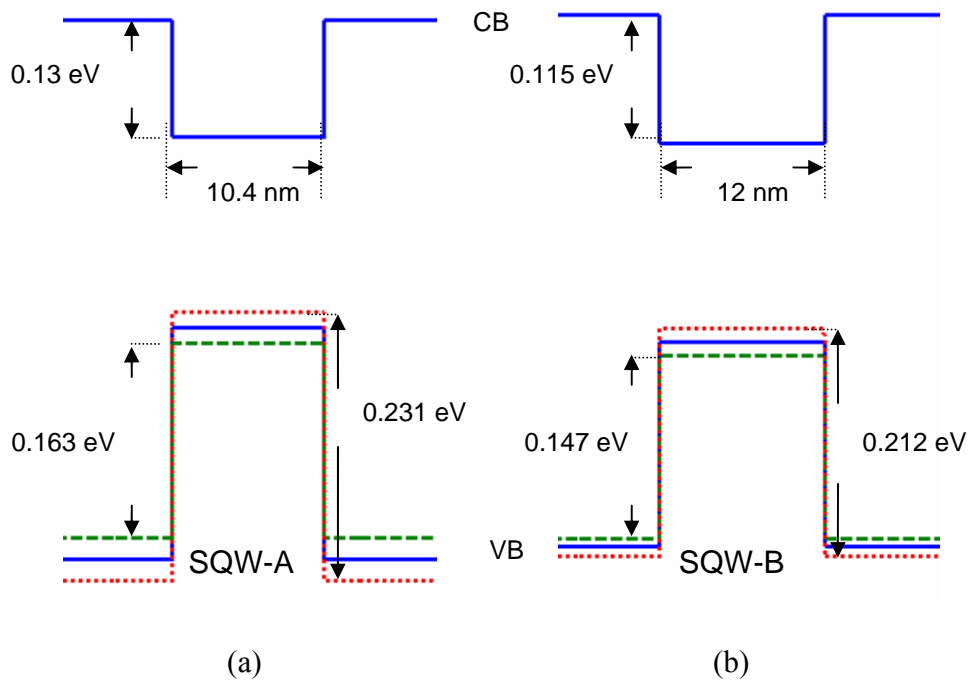 CB
0.13 eV
0.115 eV
10.4 nm
12 nm
0.231 eV
0.163 eV
0.147 eV
0.212 eV
VB
SQW-A
SQW-B
(a)
(b)